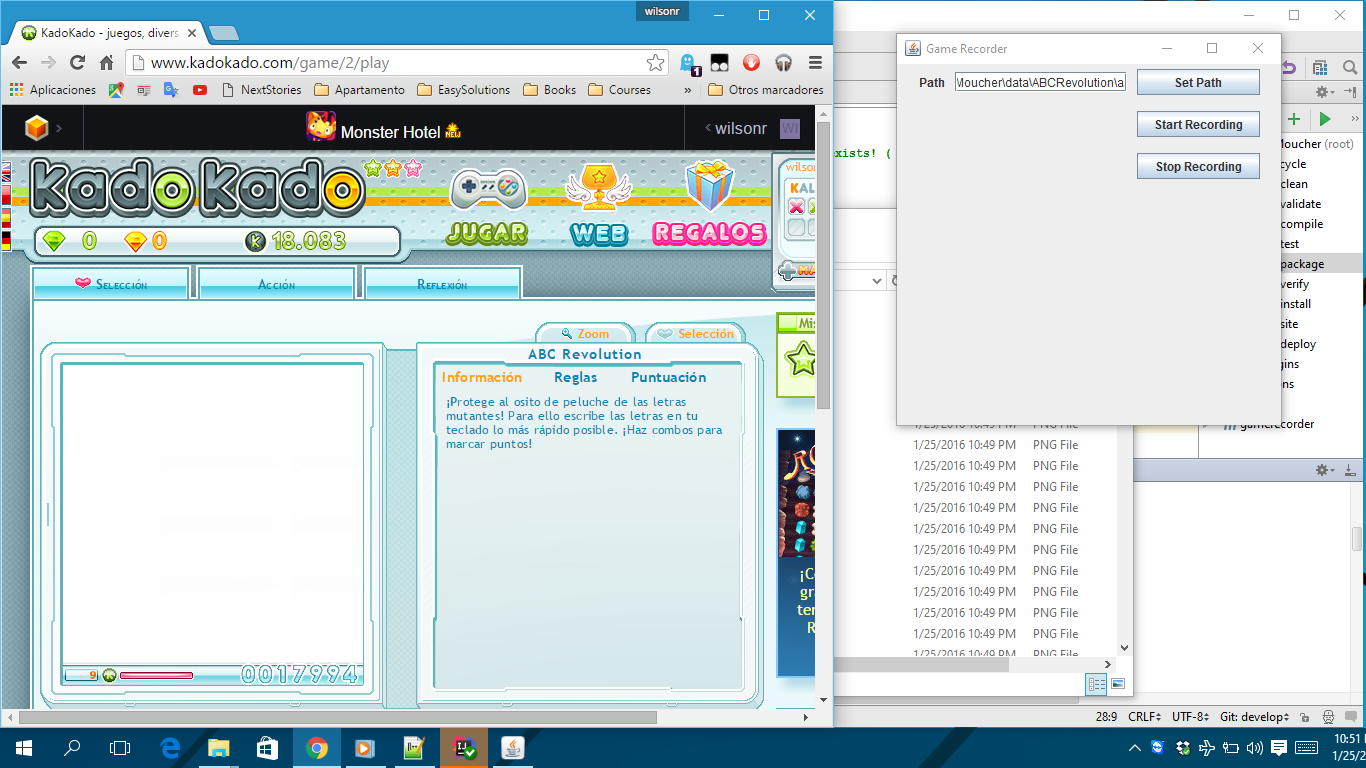 wilsonr
KadoKado - juegos, divers
www.kadokado.com/game/2/play
1
Aplicaciones
NextStories
Apartamento
EasySolutions
Books
Courses
»
Otros marcadores
Monster Hotel NEW
wilsonr
WI
KadoKado
JUGAR
WEB
REGALOS
0
0
K 18.083
Selección
Acción
Reflexión
Zoom
Selección
ABC Revolution
Información Reglas Puntuación
¡Protege al osito de peluche de las letras
mutantes! Para ello escribe las letras en tu
teclado lo más rápido posible. ¡Haz combos para
marcar puntos!
9
0017994
Game Recorder
Path
Moucher\data\ABCRevolution\a
Set Path
Start Recording
Stop Recording
xists! (
Moucher (root)
cycle
clean
validate
compile
test
package
verify
install
site
deploy
gins
ens
gamerecorder
1/25/2016 10:49 PM PNG File
1/25/2016 10:49 PM PNG File
1/25/2016 10:49 PM PNG File
1/25/2016 10:49 PM PNG File
1/25/2016 10:49 PM PNG File
1/25/2016 10:49 PM PNG File
1/25/2016 10:49 PM PNG File
1/25/2016 10:49 PM PNG File
1/25/2016 10:49 PM PNG File
1/25/2016 10:49 PM PNG File
1/25/2016 10:49 PM PNG File
1/25/2016 10:49 PM PNG File
28:9 CRLF UTF-8 Git: develop
10:51
1/25/2